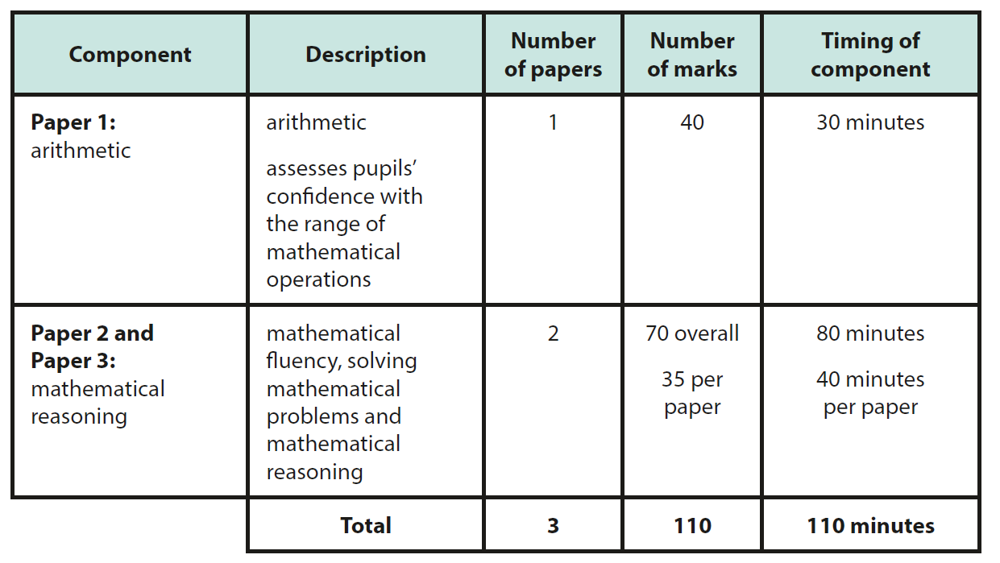 Component
Description
Number
of papers
Number
of marks
Timing of
component
Paper 1:
arithmetic
arithmetic
assesses pupils’
confidence with
the range of
mathematical
operations
1
40
30 minutes
Paper 2 and
Paper 3:
mathematical
reasoning
mathematical
fluency, solving
mathematical
problems and
mathematical
reasoning
2
70 overall
35 per
paper
80 minutes
40 minutes
per paper
Total
3
110
110 minutes